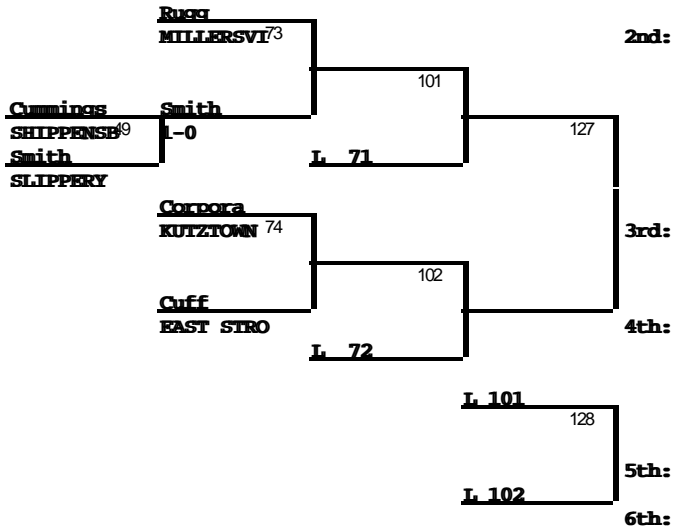 Rugg
MILLERSVI 73
2nd:
101
Cummings Smith
SHIPPENSB 49 1-0
127
Smith
L 71
SLIPPERY
Corpora
KUTZTOWN 74
3rd:
102
Cuff
EAST STRO
4th:
L 72
L 101
128
5th:
L 102
6th: